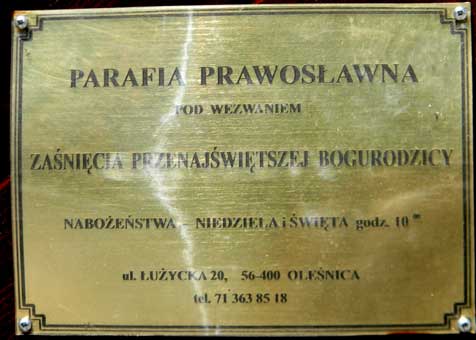 PARAFIA PRAWOSŁAWNA
POD WEZWANIEM
ZAŚNIĘCIA PRZENAJŚWIĘTSZEJ BOGURODZICY
NABOŻEŃSTWA – NIEDZIELA i ŚWIĘTA godz. 10 00
ul. ŁUŻYCKA 20, 56-400 OLEŚNICA
tel. 71 363 85 18